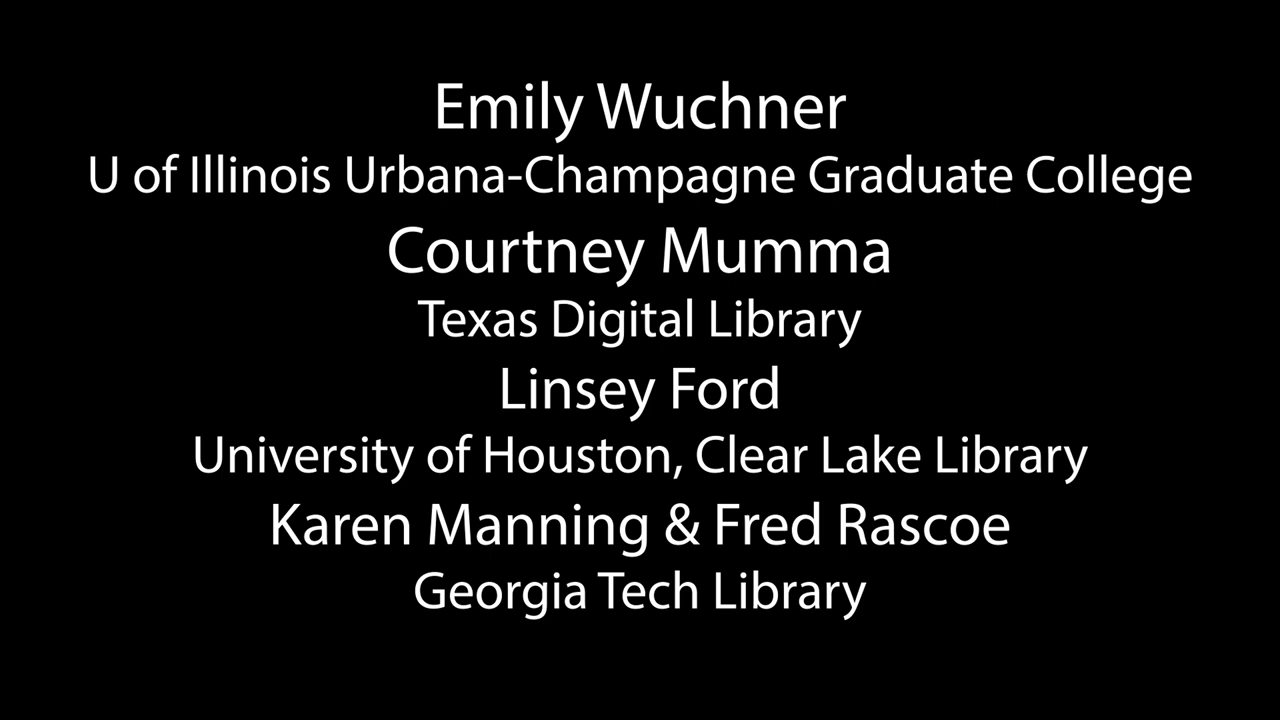 Emily Wuchner
U of Illinois Urbana-Champagne Graduate College
Courtney Mumma
Texas Digital Library
Linsey Ford
University of Houston, Clear Lake Library
Karen Manning & Fred Rascoe
Georgia Tech Library